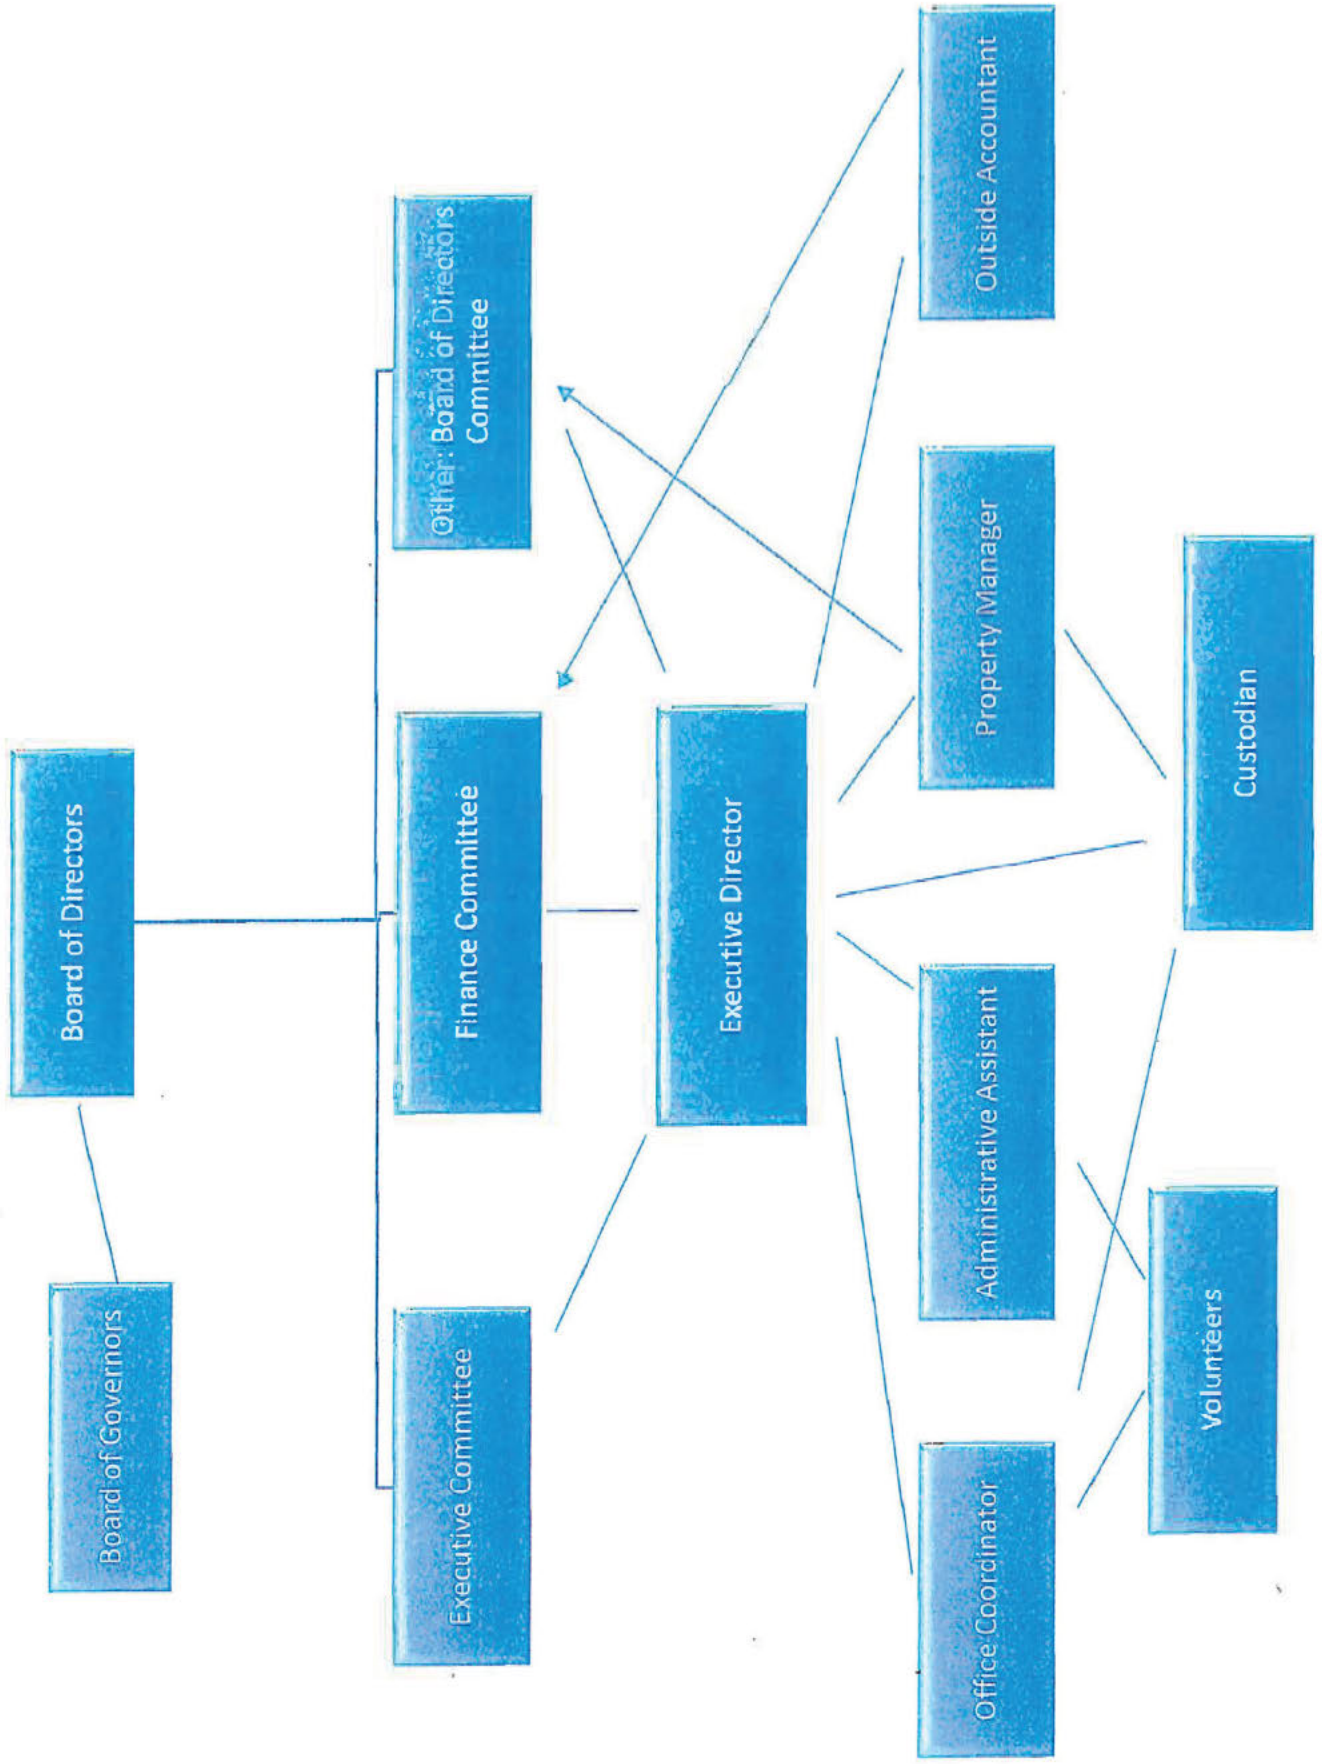 Board of Governors
Board of Directors
Executive Committee
Finance Committee
Other: Board of Directors
Committee
Executive Director
Office Coordinator
Administrative Assistant
Property Manager
Outside Accountant
Volunteers
Custodian